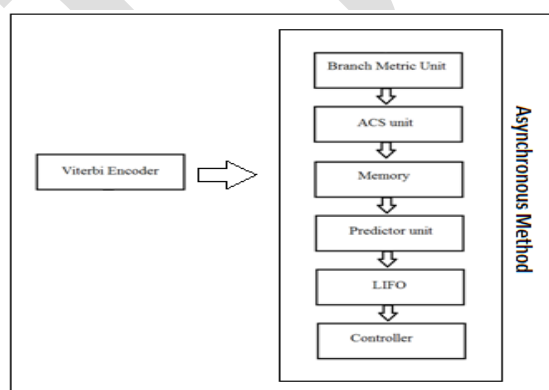 Viterbi Encoder
Branch Metric Unit
ACS unit
Memory
Predictor unit
LIFO
Controller
Asynchronous Method